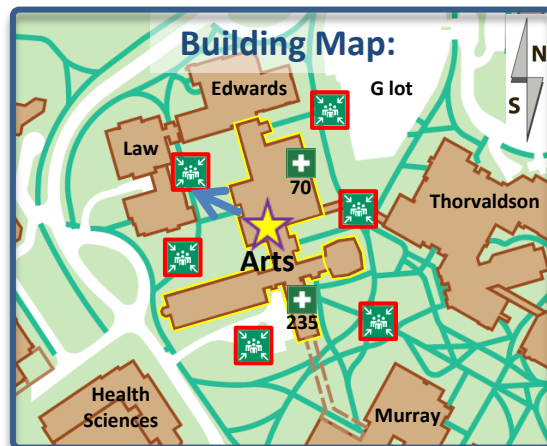 Building Map:
N
S
Edwards
G lot
Law
70
Thorvaldson
Arts
235
Health
Sciences
Murray